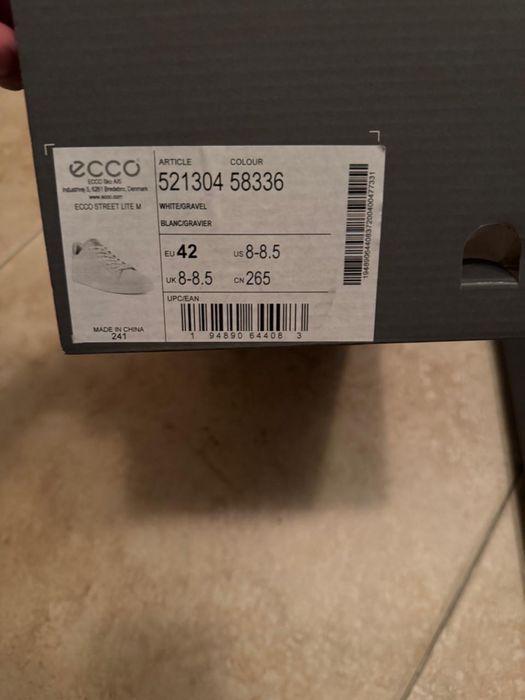 ecco
ECCO Sko A/S
Industrivej 5, 6261 Bredebro, Denmark
www.ecco.com
ECCO STREET LITE M
MADE IN CHINA
241
ARTICLE COLOUR
521304 58336
WHITE/GRAVEL
BLANC/GRAVIER
EU 42 US 8-8.5
UK 8-8.5 CN 265
UPC/EAN
1 94890 64408 3